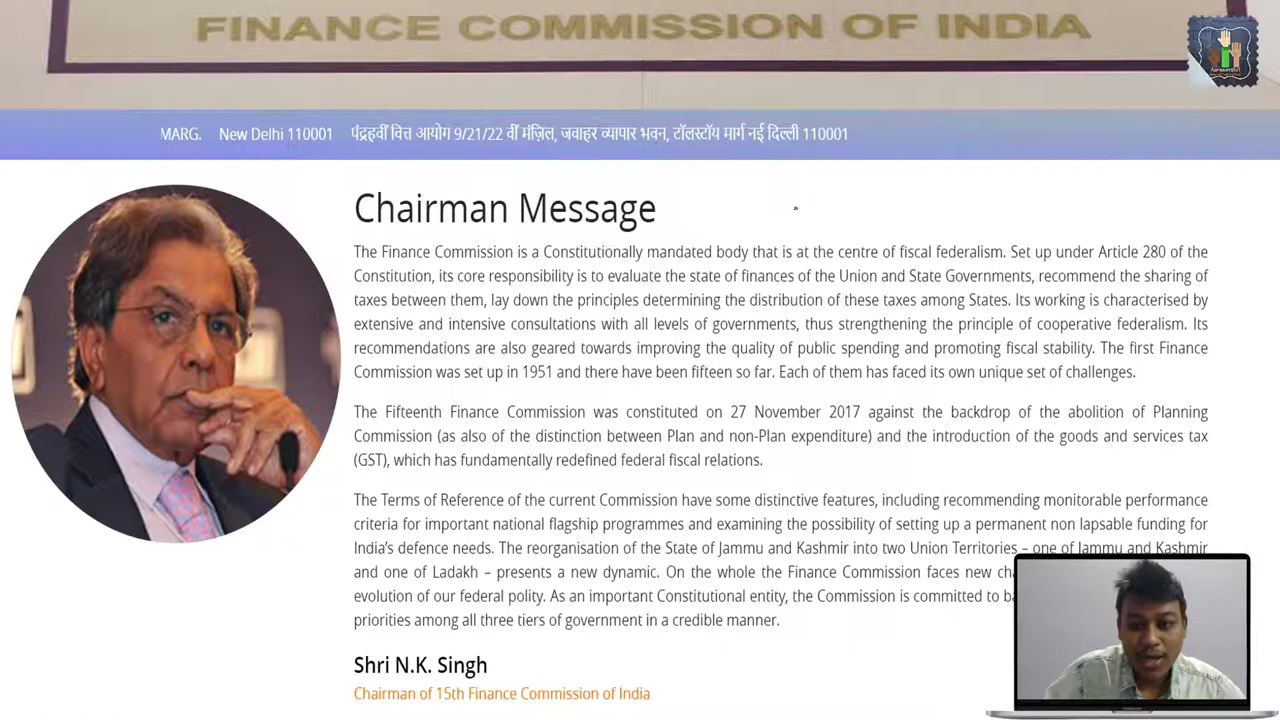 FINANCE COMMISSION OF INDIA
MARG. New Delhi 110001 पंद्रहवीं वित्त आयोग 9/21/22 वीं मंज़िल, जवाहर व्यापार भवन, टॉलस्टॉय मार्ग नई दिल्ली 110001
Chairman Message
The Finance Commission is a Constitutionally mandated body that is at the centre of fiscal federalism. Set up under Article 280 of the
Constitution, its core responsibility is to evaluate the state of finances of the Union and State Governments, recommend the sharing of
taxes between them, lay down the principles determining the distribution of these taxes among States. Its working is characterised by
extensive and intensive consultations with all levels of governments, thus strengthening the principle of cooperative federalism. Its
recommendations are also geared towards improving the quality of public spending and promoting fiscal stability. The first Finance
Commission was set up in 1951 and there have been fifteen so far. Each of them has faced its own unique set of challenges.
The Fifteenth Finance Commission was constituted on 27 November 2017 against the backdrop of the abolition of Planning
Commission (as also of the distinction between Plan and non-Plan expenditure) and the introduction of the goods and services tax
(GST), which has fundamentally redefined federal fiscal relations.
The Terms of Reference of the current Commission have some distinctive features, including recommending monitorable performance
criteria for important national flagship programmes and examining the possibility of setting up a permanent non lapsable funding for
India's defence needs. The reorganisation of the State of Jammu and Kashmir into two Union Territories – one of Jammu and Kashmir
and one of Ladakh – presents a new dynamic. On the whole the Finance Commission faces new
evolution of our federal polity. As an important Constitutional entity, the Commission is committed to
priorities among all three tiers of government in a credible manner.
Shri N.K. Singh
Chairman of 15th Finance Commission of India